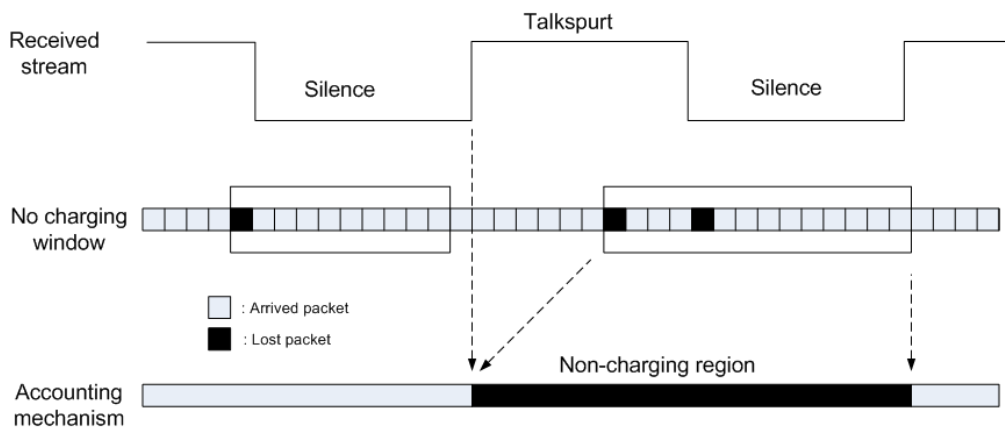 Talkspurt
Received
stream
Silence
Silence
No charging
window
: Arrived packet
: Lost packet
Non-charging region
Accounting
mechanism